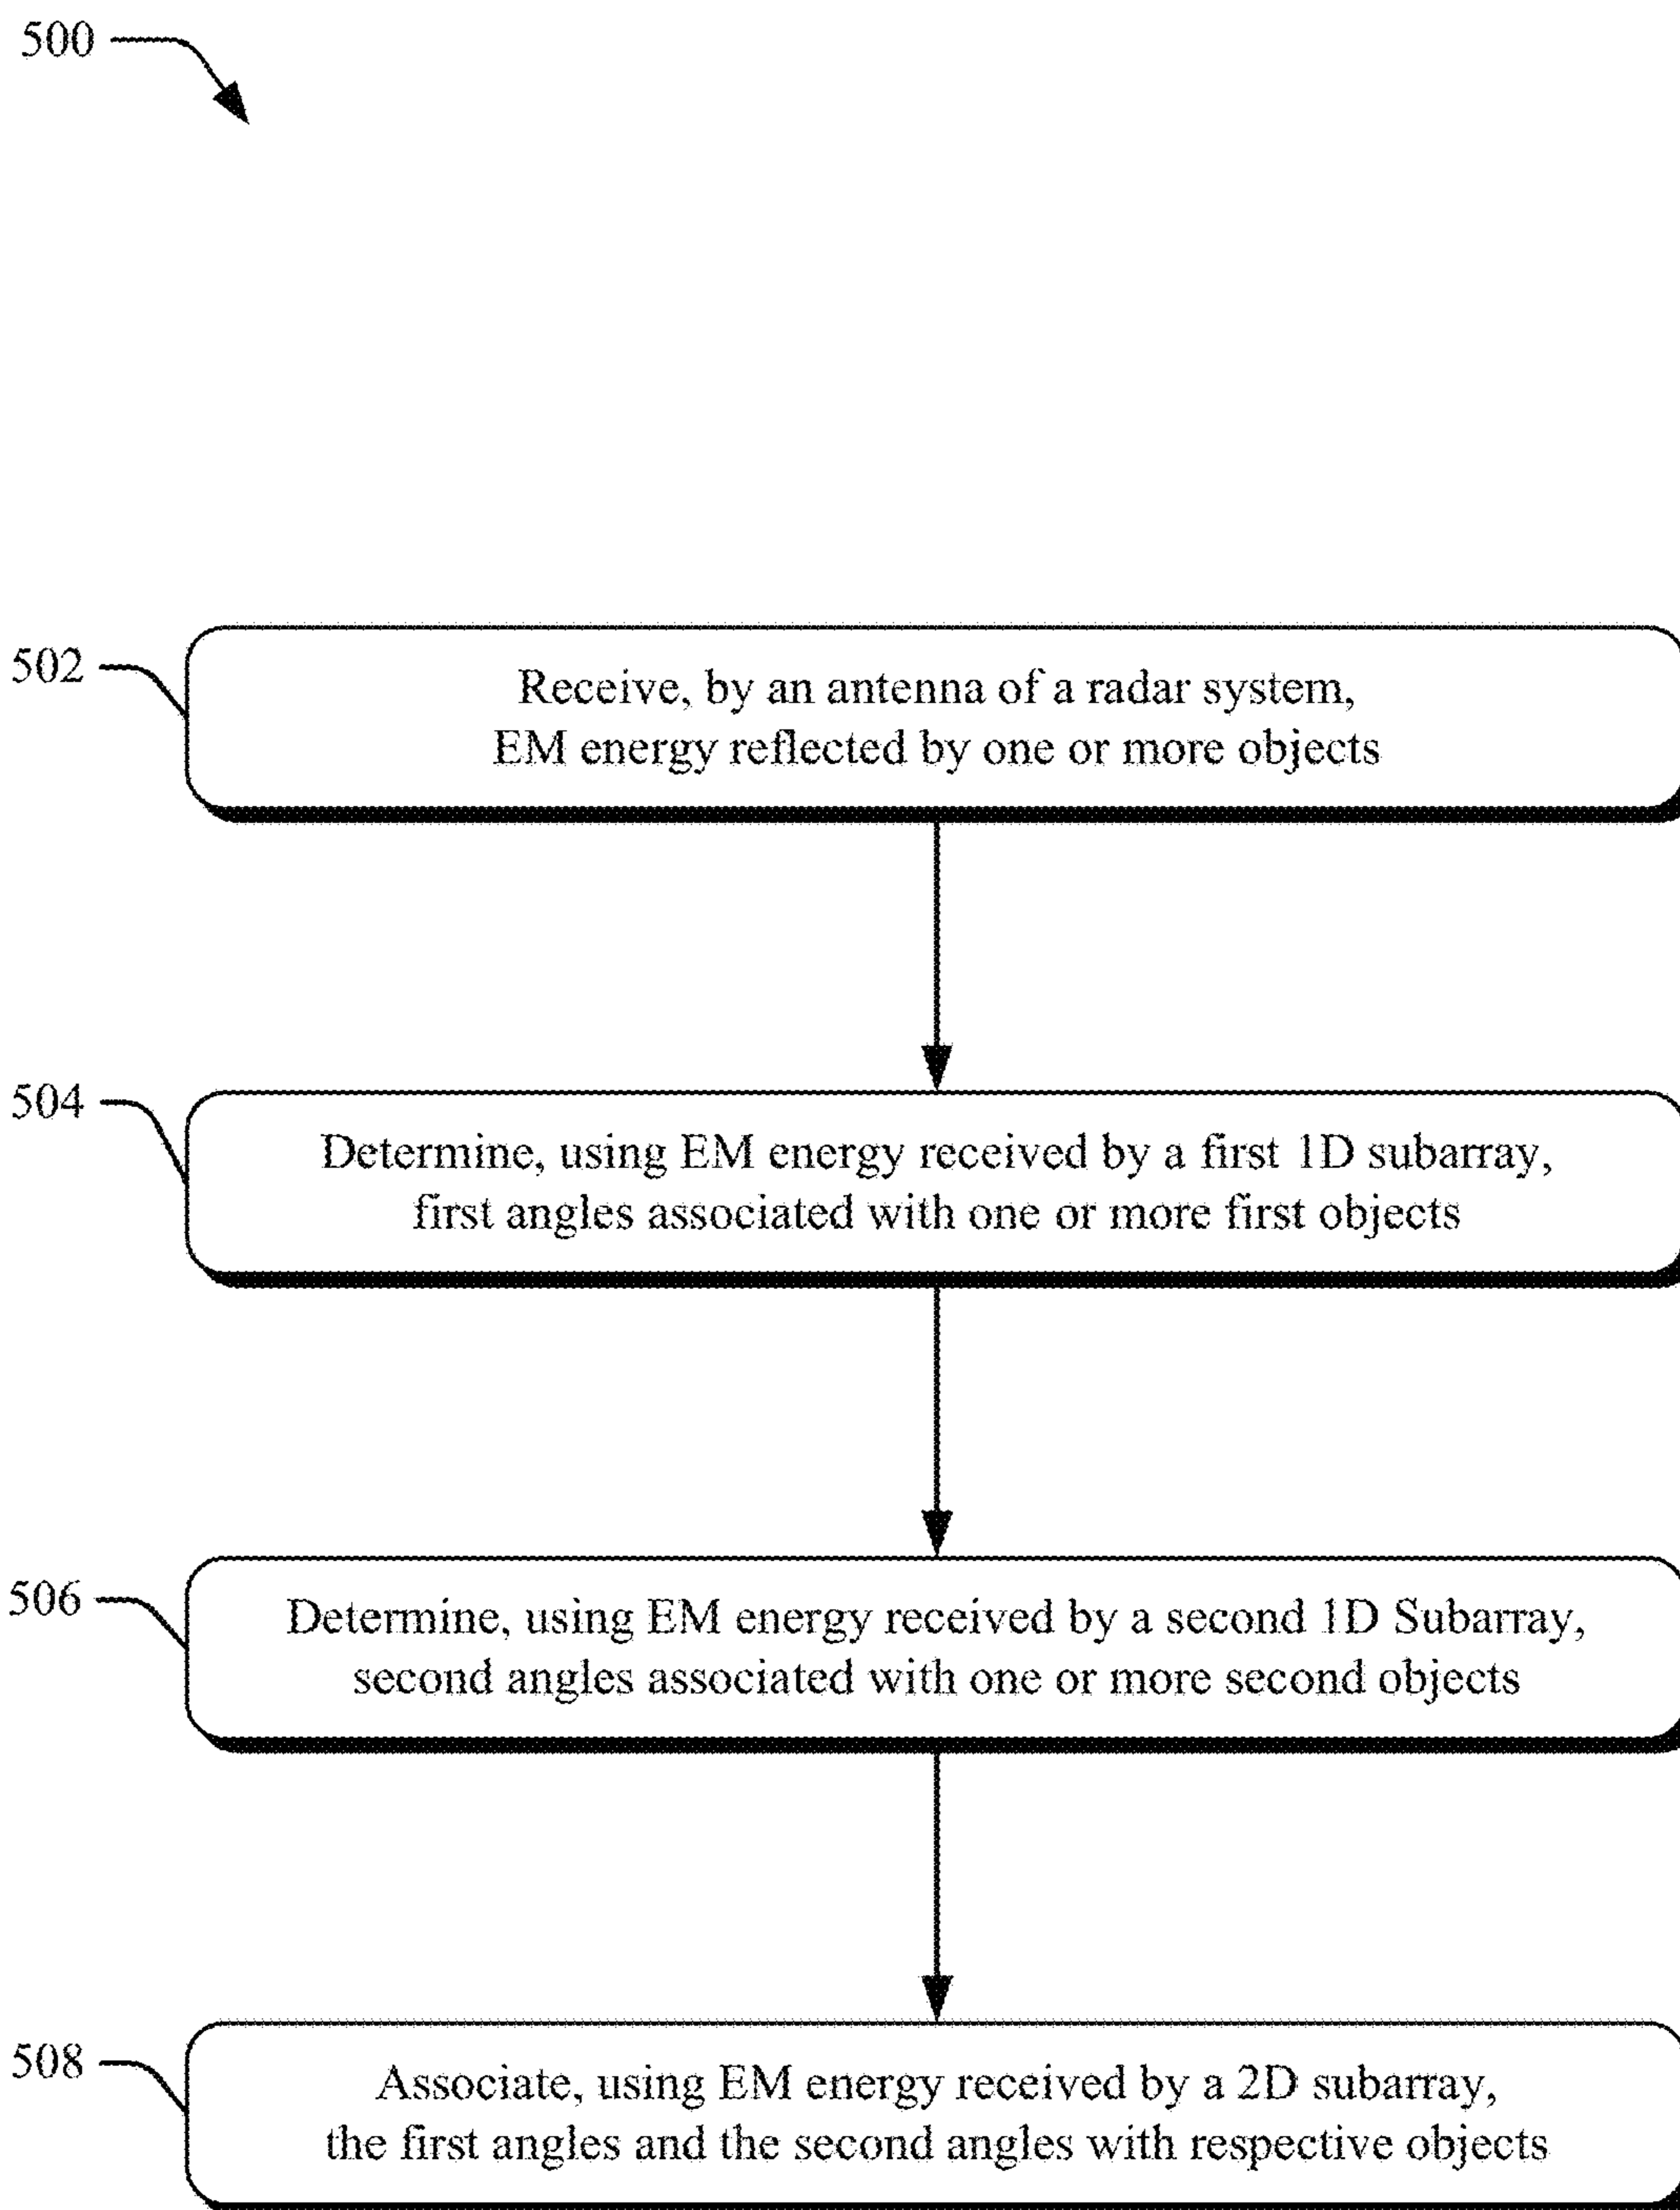 500
502
Receive, by an antenna of a radar system,
EM energy reflected by one or more objects
504
Determine, using EM energy received by a first 1D subarray,
first angles associated with one or more first objects
506
Determine, using EM energy received by a second 1D Subarray,
second angles associated with one or more second objects
508
Associate, using EM energy received by a 2D subarray,
the first angles and the second angles with respective objects